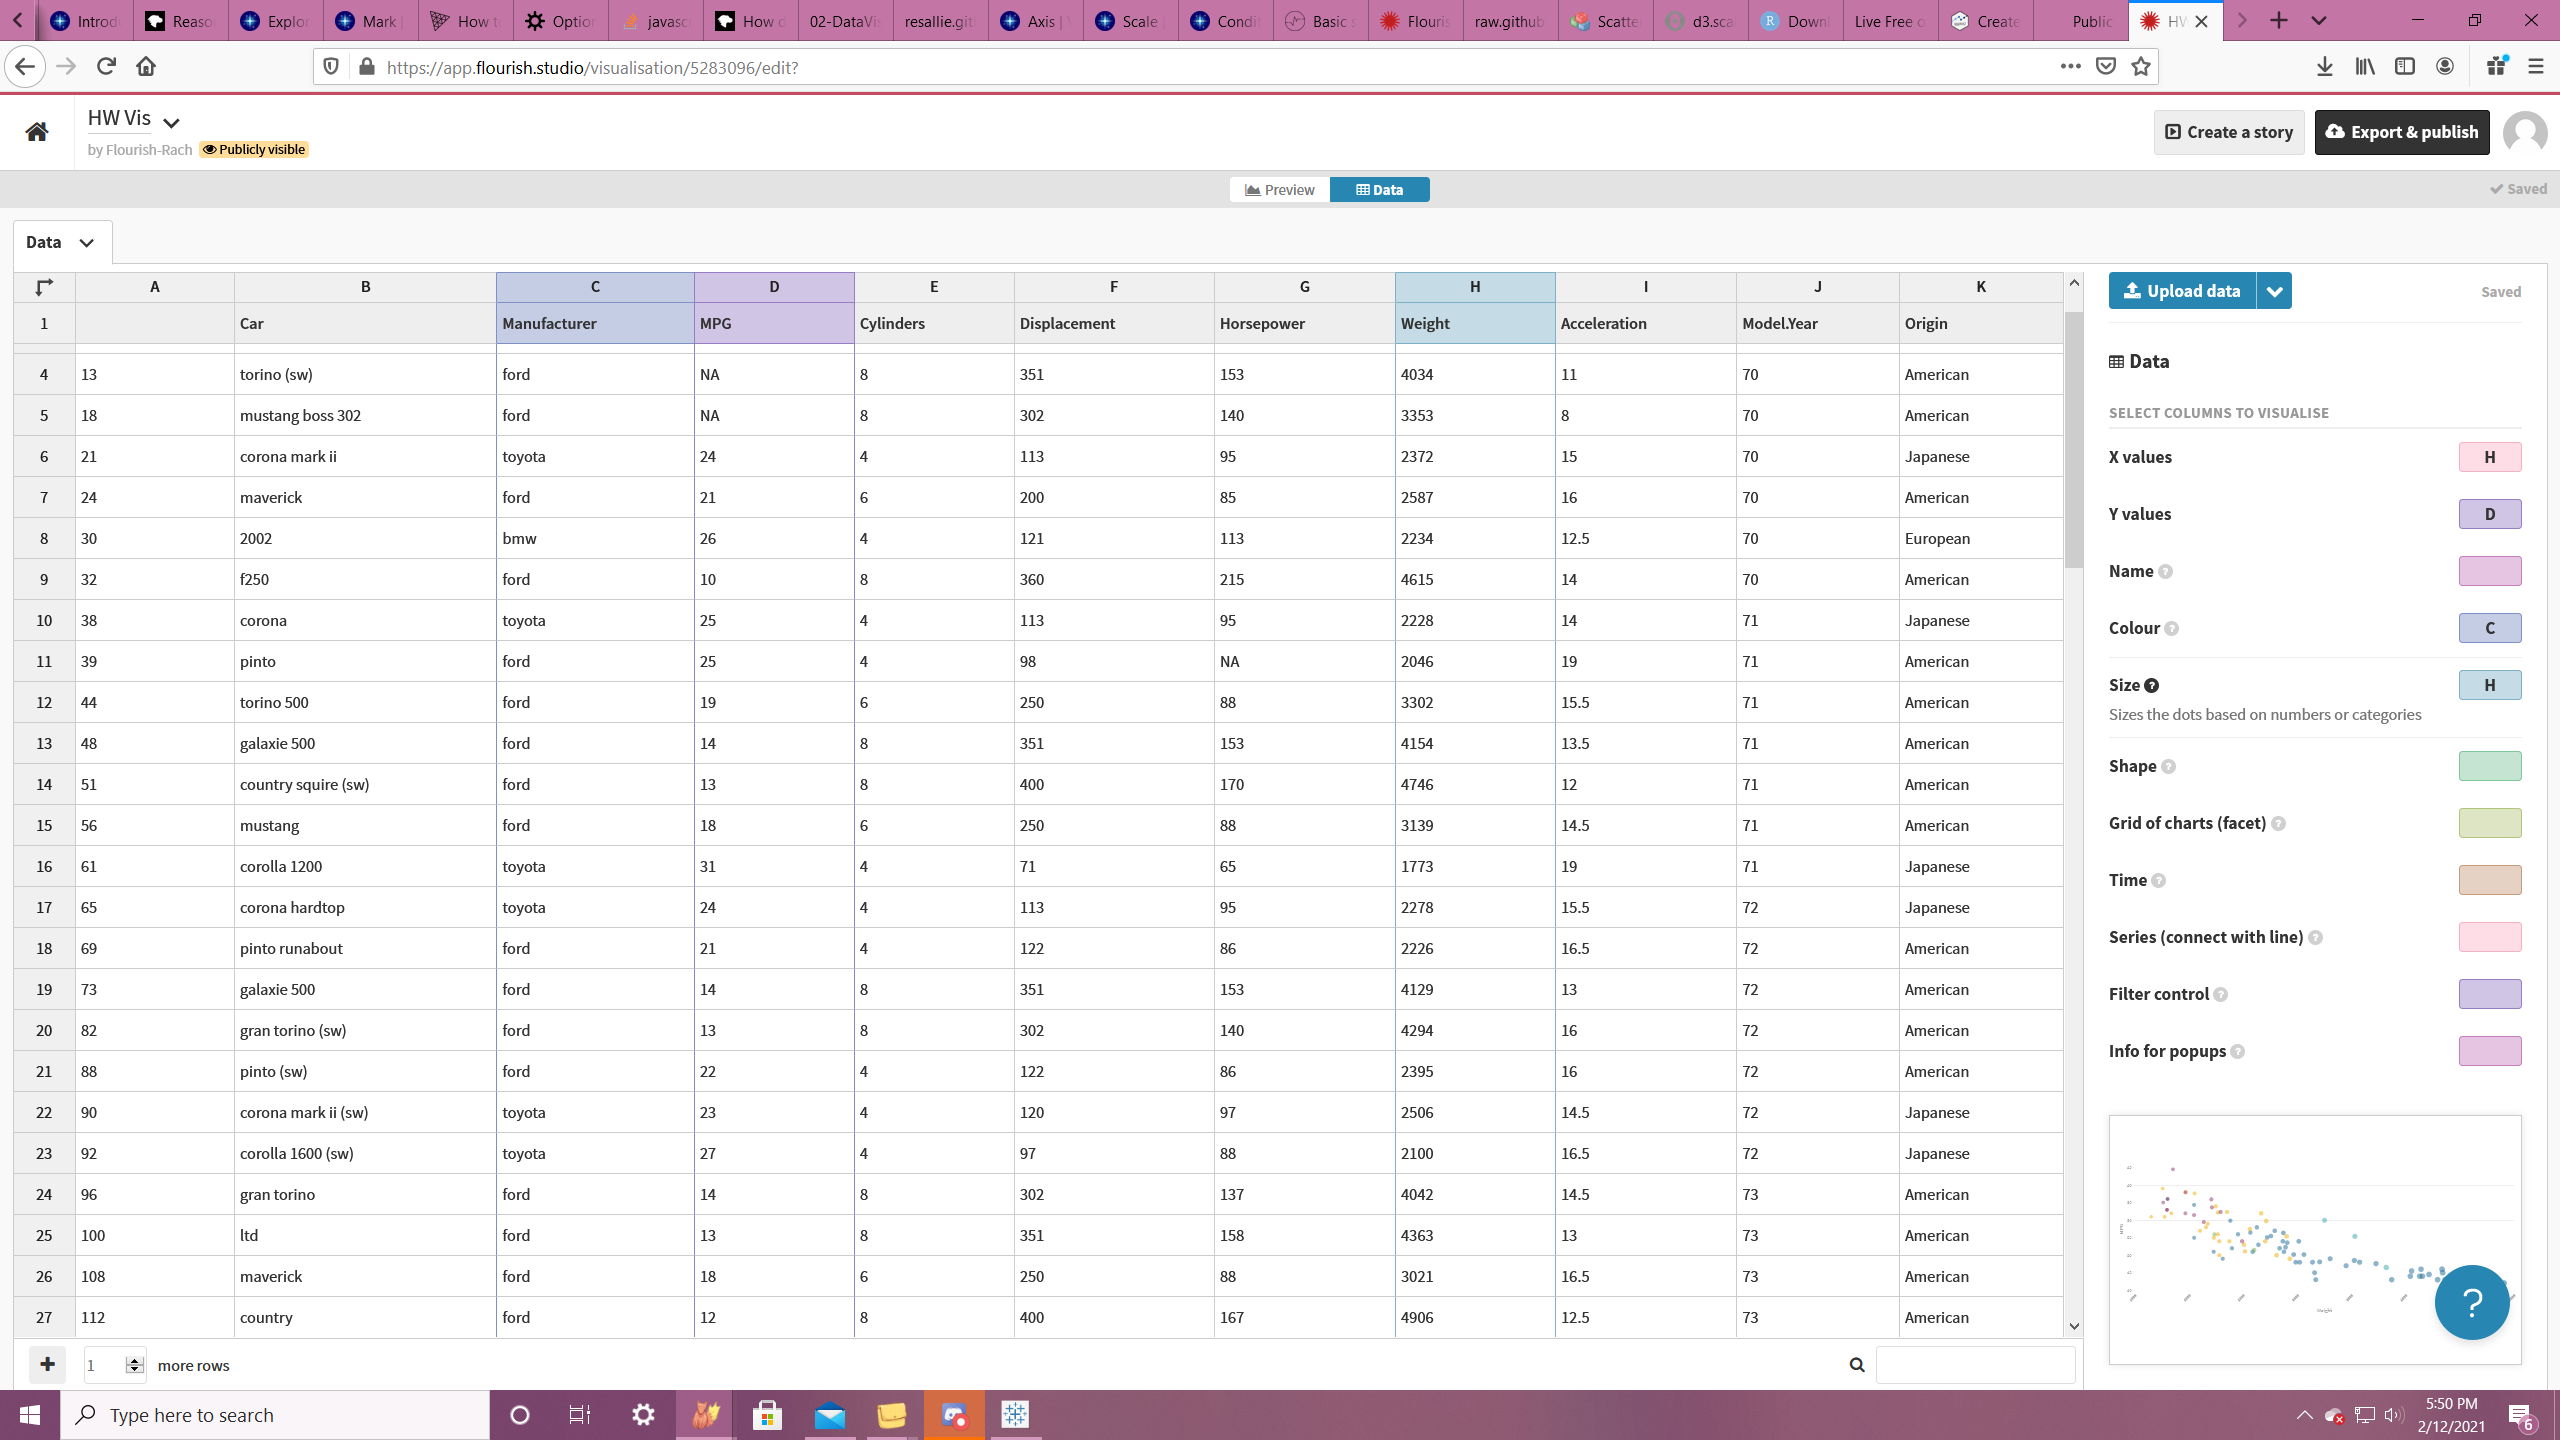 Introd Reaso Explor Mark | How to Option javasc How d 02-DataVis resallie.git Axis | V Scale | Condit Basic s Flouris raw.github Scatte d3.sca Downl Live Free o Create Public HW
https://app.flourish.studio/visualisation/5283096/edit?
HW Vis
by Flourish-Rach Publicly visible
Create a story Export & publish
Preview Data
Saved
Data
A B C D E F G H I J K
1 Car Manufacturer MPG Cylinders Displacement Horsepower Weight Acceleration Model.Year Origin
4 13 torino (sw) ford NA 8 351 153 4034 11 70 American
5 18 mustang boss 302 ford NA 8 302 140 3353 8 70 American
6 21 corona mark ii toyota 24 4 113 95 2372 15 70 Japanese
7 24 maverick ford 21 6 200 85 2587 16 70 American
8 30 2002 bmw 26 4 121 113 2234 12.5 70 European
9 32 f250 ford 10 8 360 215 4615 14 70 American
10 38 corona toyota 25 4 113 95 2228 14 71 Japanese
11 39 pinto ford 25 4 98 NA 2046 19 71 American
12 44 torino 500 ford 19 6 250 88 3302 15.5 71 American
13 48 galaxie 500 ford 14 8 351 153 4154 13.5 71 American
14 51 country squire (sw) ford 13 8 400 170 4746 12 71 American
15 56 mustang ford 18 6 250 88 3139 14.5 71 American
16 61 corolla 1200 toyota 31 4 71 65 1773 19 71 Japanese
17 65 corona hardtop toyota 24 4 113 95 2278 15.5 72 Japanese
18 69 pinto runabout ford 21 4 122 86 2226 16.5 72 American
19 73 galaxie 500 ford 14 8 351 153 4129 13 72 American
20 82 gran torino (sw) ford 13 8 302 140 4294 16 72 American
21 88 pinto (sw) ford 22 4 122 86 2395 16 72 American
22 90 corona mark ii (sw) toyota 23 4 120 97 2506 14.5 72 Japanese
23 92 corolla 1600 (sw) toyota 27 4 97 88 2100 16.5 72 Japanese
24 96 gran torino ford 14 8 302 137 4042 14.5 73 American
25 100 ltd ford 13 8 351 158 4363 13 73 American
26 108 maverick ford 18 6 250 88 3021 16.5 73 American
27 112 country ford 12 8 400 167 4906 12.5 73 American
1 more rows
Upload data Saved
Data
SELECT COLUMNS TO VISUALISE
X values H
Y values D
Name ?
Colour ? C
Size ? H
Sizes the dots based on numbers or categories
Shape ?
Grid of charts (facet) ?
Time ?
Series (connect with line) ?
Filter control ?
Info for popups ?
Weight
?
Type here to search
5:50 PM
2/12/2021
6